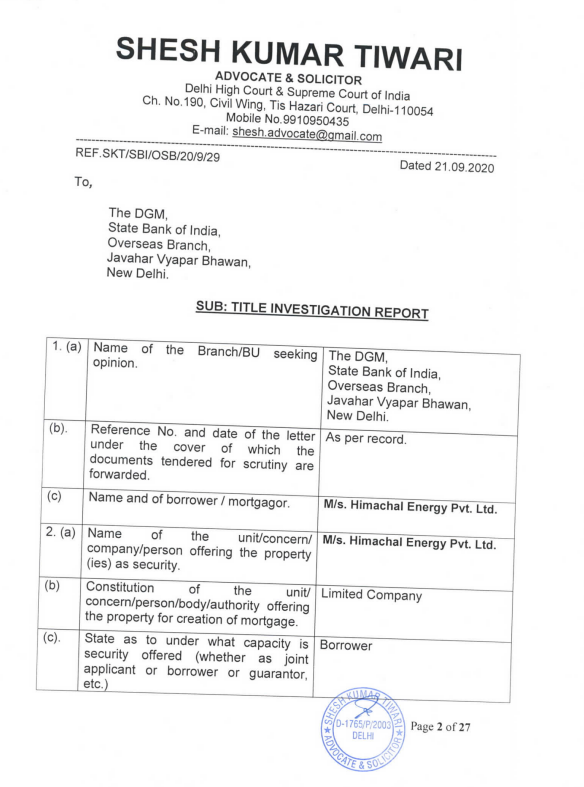 SHESH KUMAR TIWARI
ADVOCATE & SOLICITOR
Delhi High Court & Supreme Court of India
Ch. No.190, Civil Wing, Tis Hazari Court, Delhi-110054
Mobile No.9910950435
E-mail: shesh.advocate@gmail.com
REF.SKT/SBI/OSB/20/9/29
Dated 21.09.2020
To,
The DGM,
State Bank of India,
Overseas Branch,
Javahar Vyapar Bhawan,
New Delhi.
SUB: TITLE INVESTIGATION REPORT
1. (a) Name of the Branch/BU seeking
opinion.
The DGM,
State Bank of India,
Overseas Branch,
Javahar Vyapar Bhawan,
New Delhi.
(b). Reference No. and date of the letter
under the cover of which the
documents tendered for scrutiny are
forwarded.
As per record.
(c) Name and of borrower / mortgagor.
M/s. Himachal Energy Pvt. Ltd.
2. (a) Name of the unit/concern/
company/person offering the property
(ies) as security.
M/s. Himachal Energy Pvt. Ltd.
(b) Constitution of the unit/
concern/person/body/authority offering
the property for creation of mortgage.
Limited Company
(c). State as to under what capacity is
security offered (whether as joint
applicant or borrower or guarantor,
etc.)
Borrower
SHESH KUMAR TIWARI
D-1765/P/2003
DELHI
ADVOCATE & SOLICITOR
Page 2 of 27